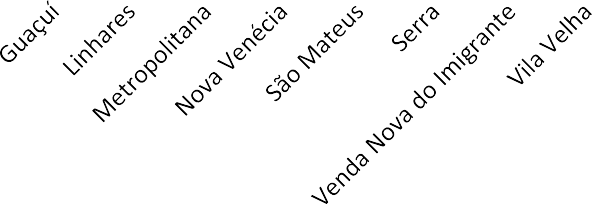 Guaçuí
Linhares
Metropolitana
Nova Venécia
São Mateus
Serra
Venda Nova do Imigrante
Vila Velha